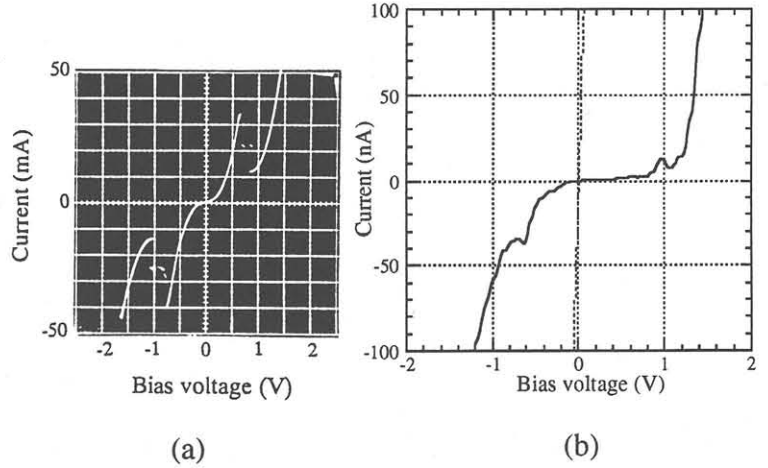 50
Current (mA)
0
-50
-2 -1 0 1 2
Bias voltage (V)
(a)
100
50
Current (nA)
0
-50
-100
-2 -1 0 1 2
Bias voltage (V)
(b)